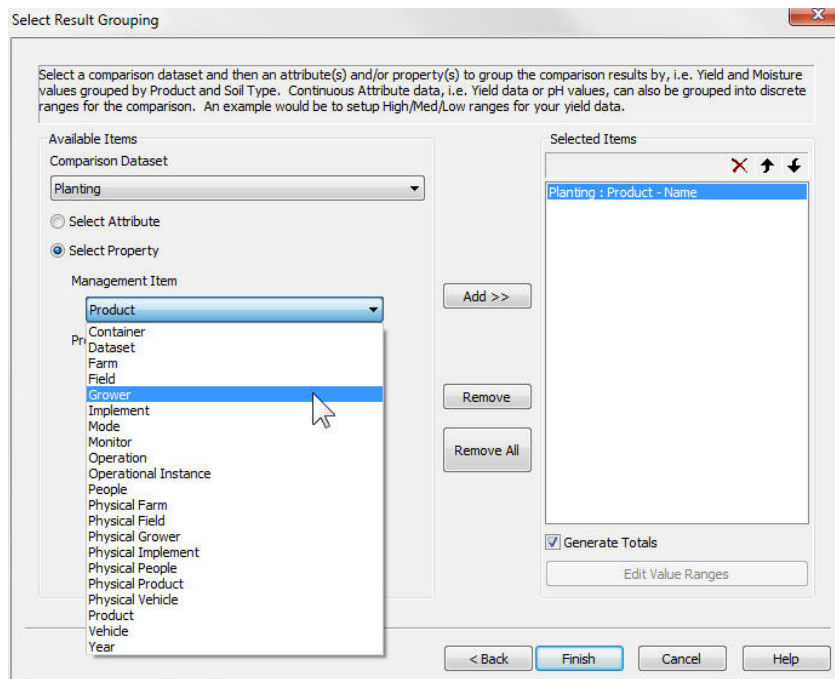 Select Result Grouping
X
Select a comparison dataset and then an attribute(s) and/or property(s) to group the comparison results by, i.e. Yield and Moisture
values grouped by Product and Soil Type. Continuous Attribute data, i.e. Yield data or pH values, can also be grouped into discrete
ranges for the comparison. An example would be to setup High/Med/Low ranges for your yield data.
Available Items
Comparison Dataset
Planting
Select Attribute
Select Property
Management Item
Product
Container
Dataset
Farm
Field
Grower
Implement
Mode
Monitor
Operation
Operational Instance
People
Physical Farm
Physical Field
Physical Grower
Physical Implement
Physical People
Physical Product
Physical Vehicle
Product
Vehicle
Year
Add >>
Remove
Remove All
Selected Items
Planting : Product - Name
Generate Totals
Edit Value Ranges
< Back
Finish
Cancel
Help